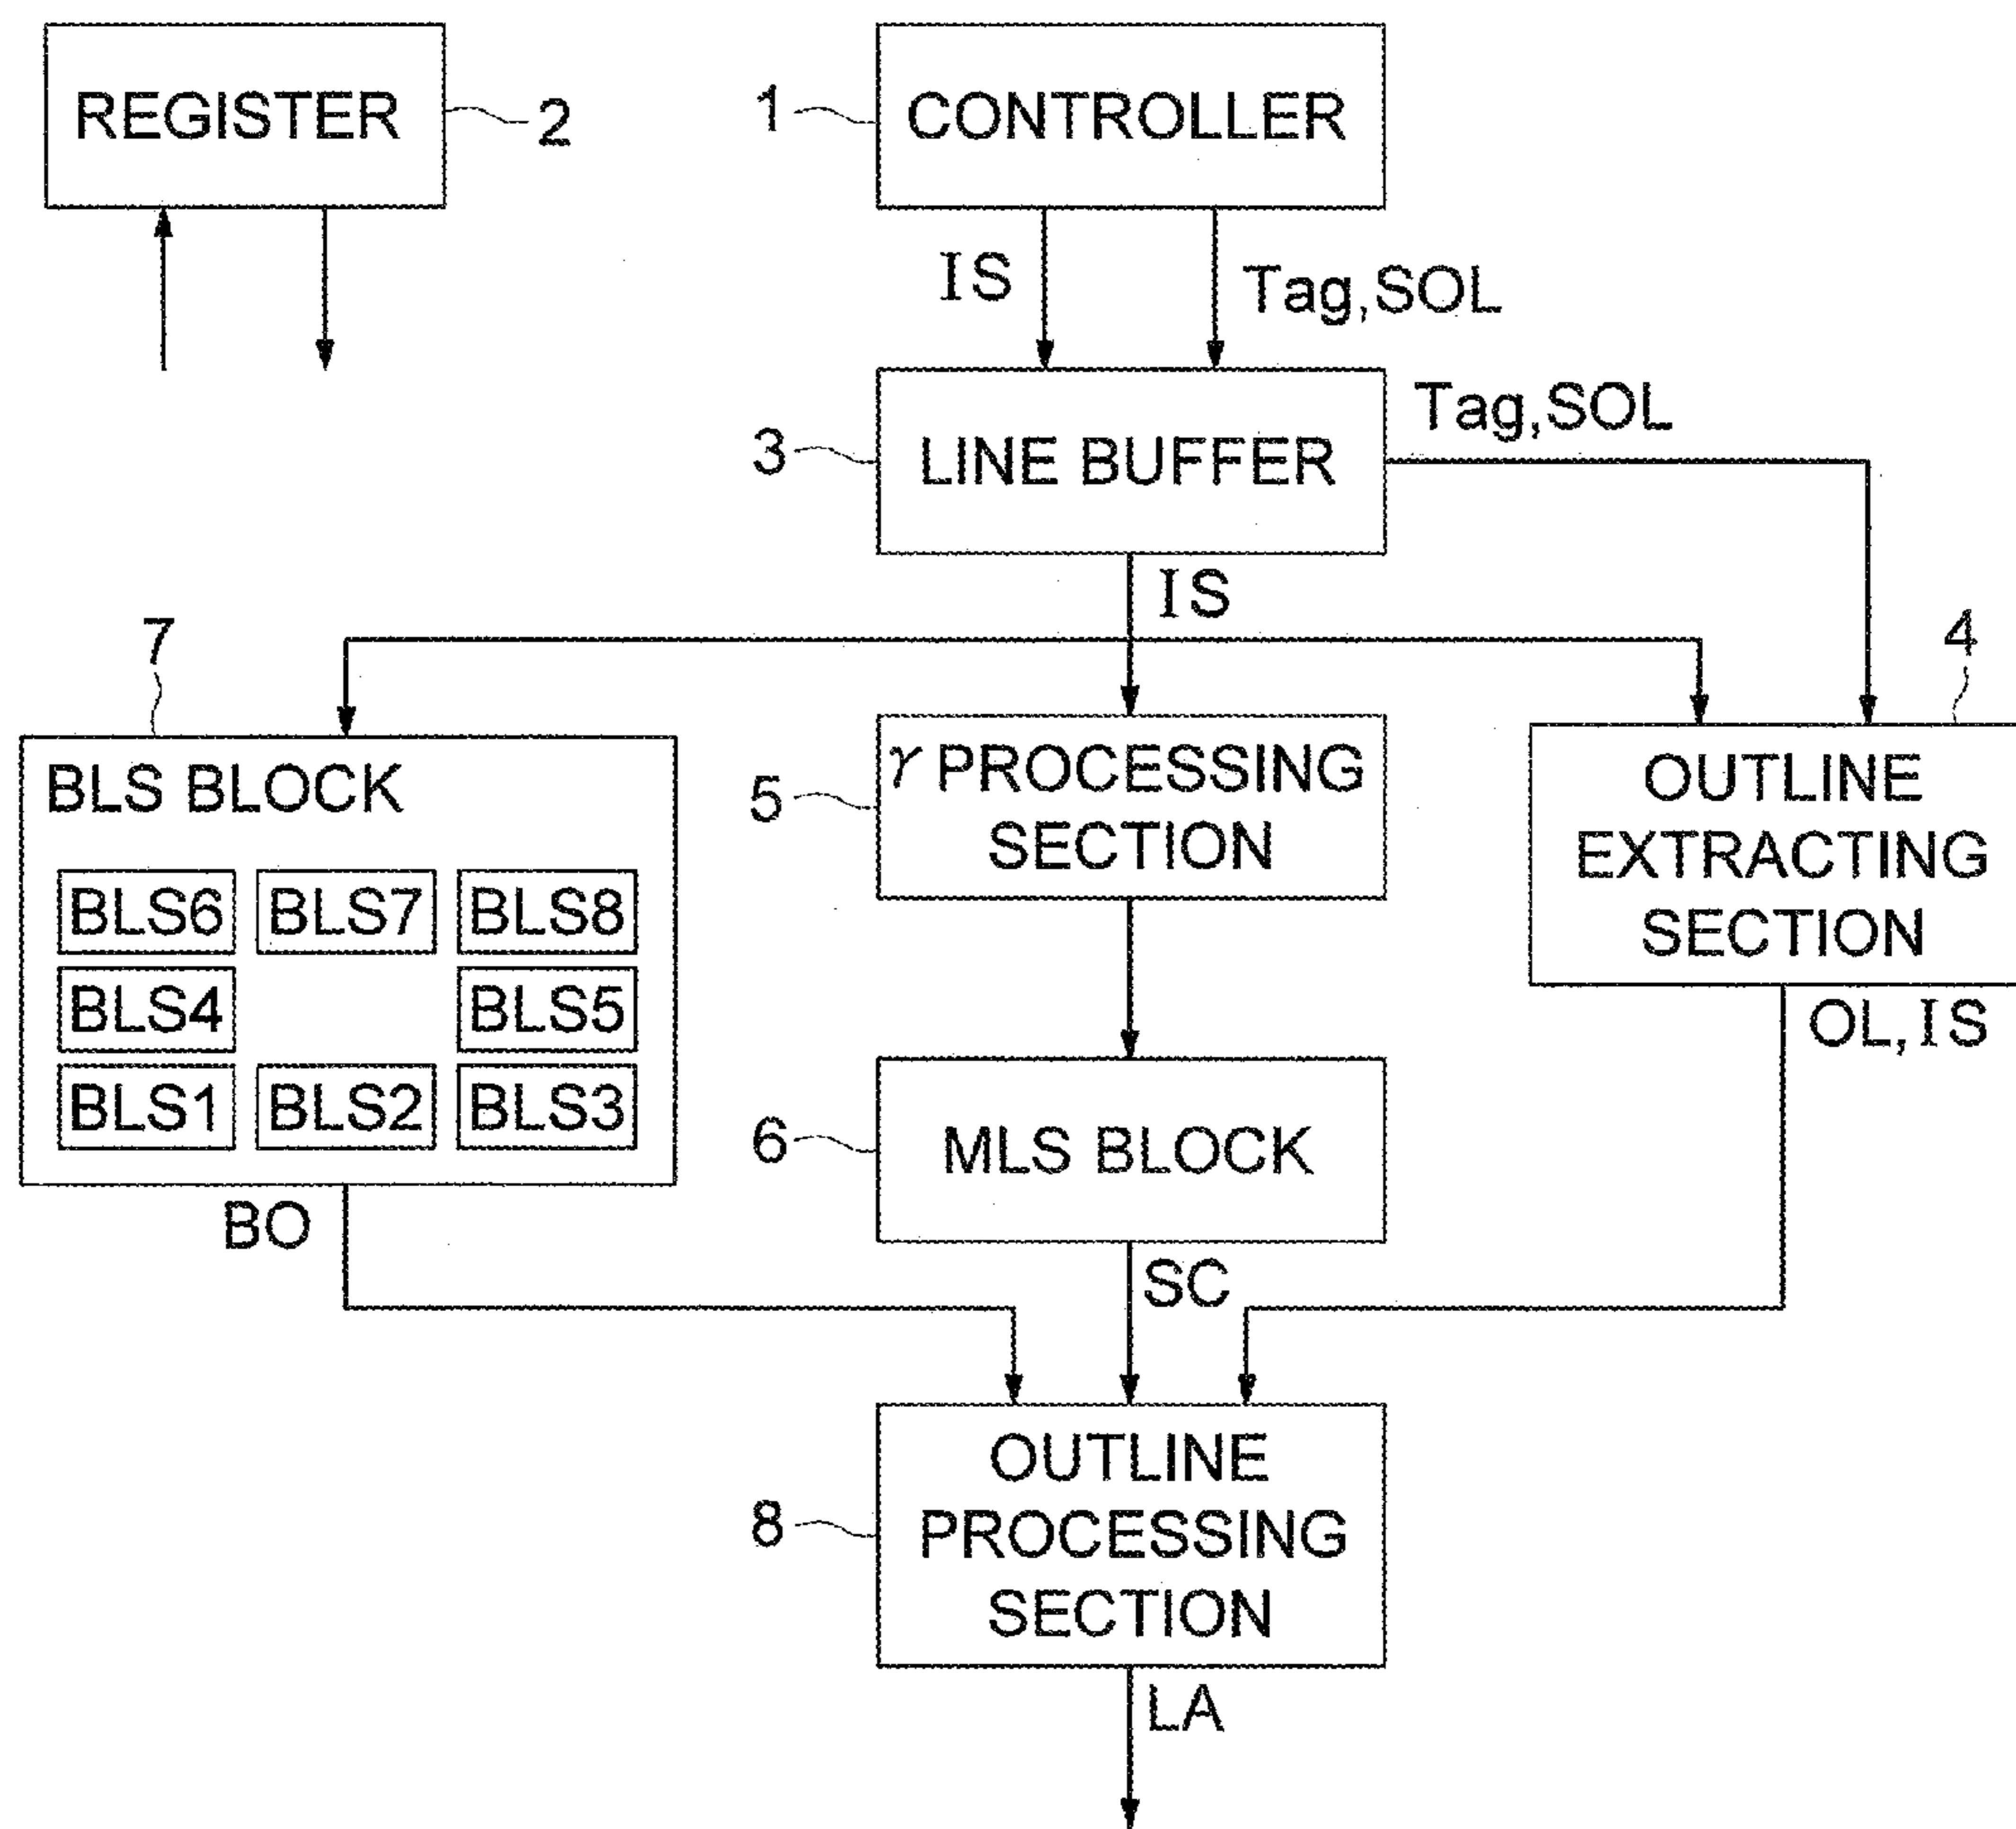 REGISTER
2
1
CONTROLLER
IS
Tag,SOL
3
LINE BUFFER
Tag,SOL
IS
7
4
BLS BLOCK
BLS6
BLS7
BLS8
BLS4
BLS5
BLS1
BLS2
BLS3
5
γ PROCESSING
SECTION
OUTLINE
EXTRACTING
SECTION
OL,IS
6
MLS BLOCK
BO
SC
8
OUTLINE
PROCESSING
SECTION
LA